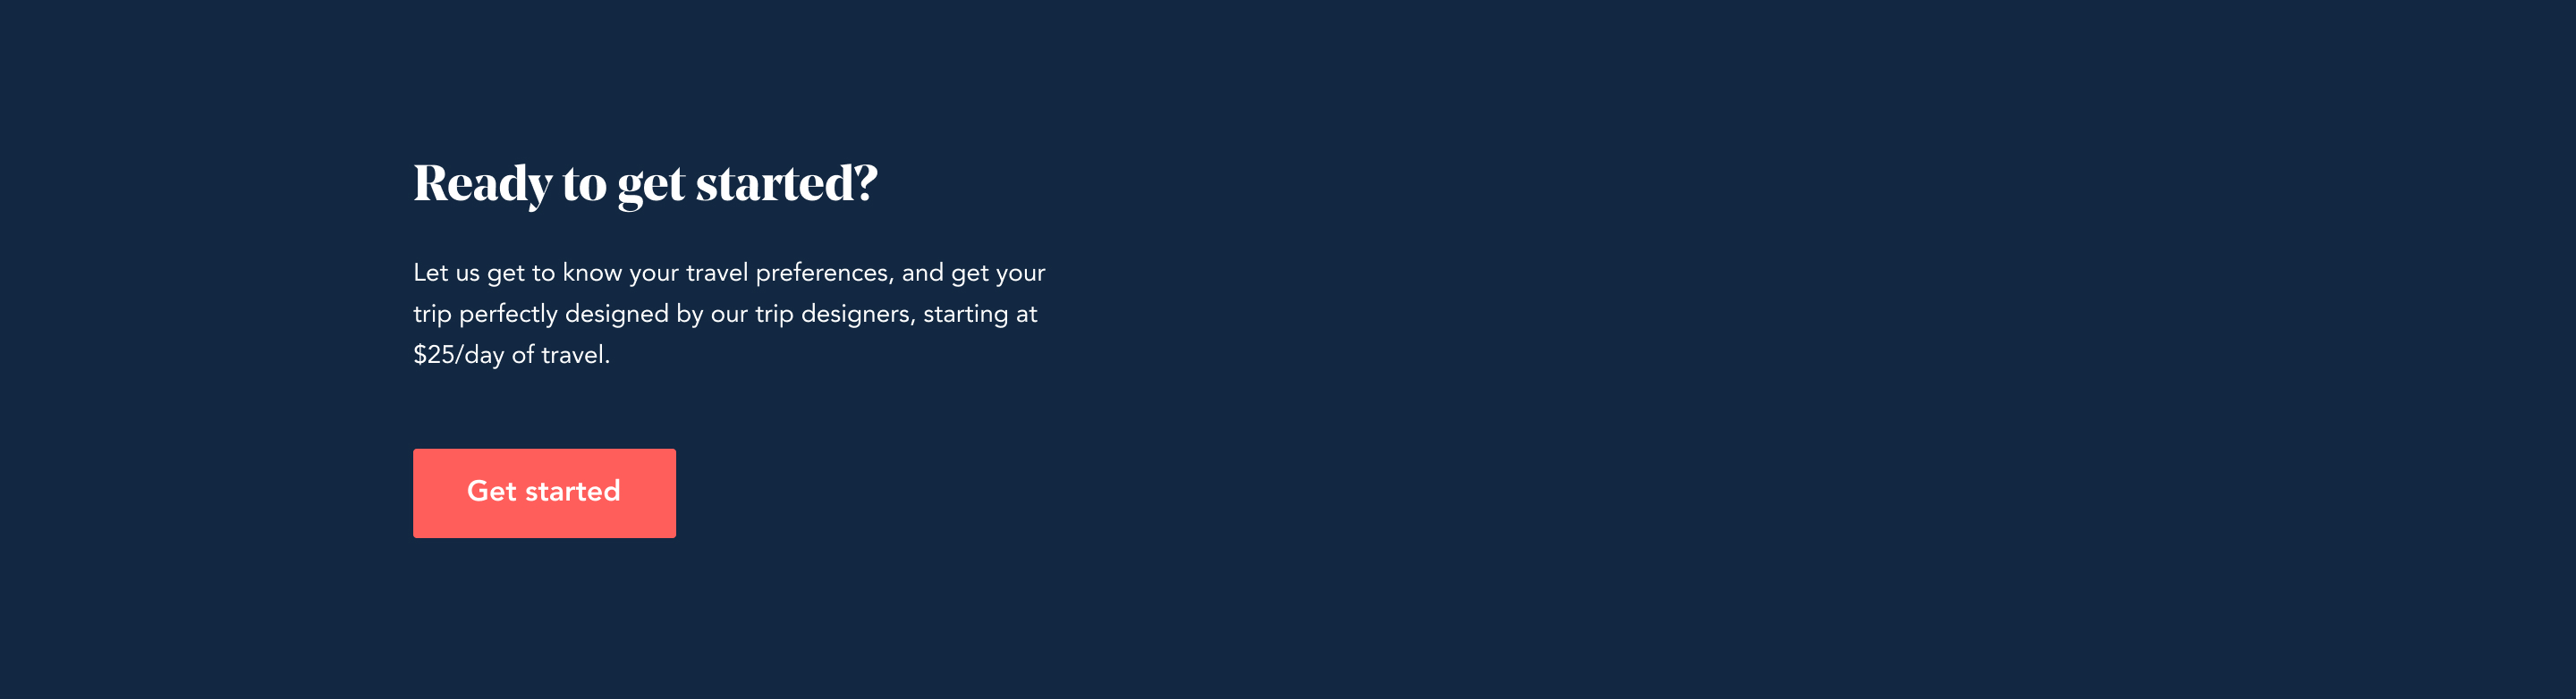 Ready to get started?
Let us get to know your travel preferences, and get your
trip perfectly designed by our trip designers, starting at
$25/day of travel.
Get started